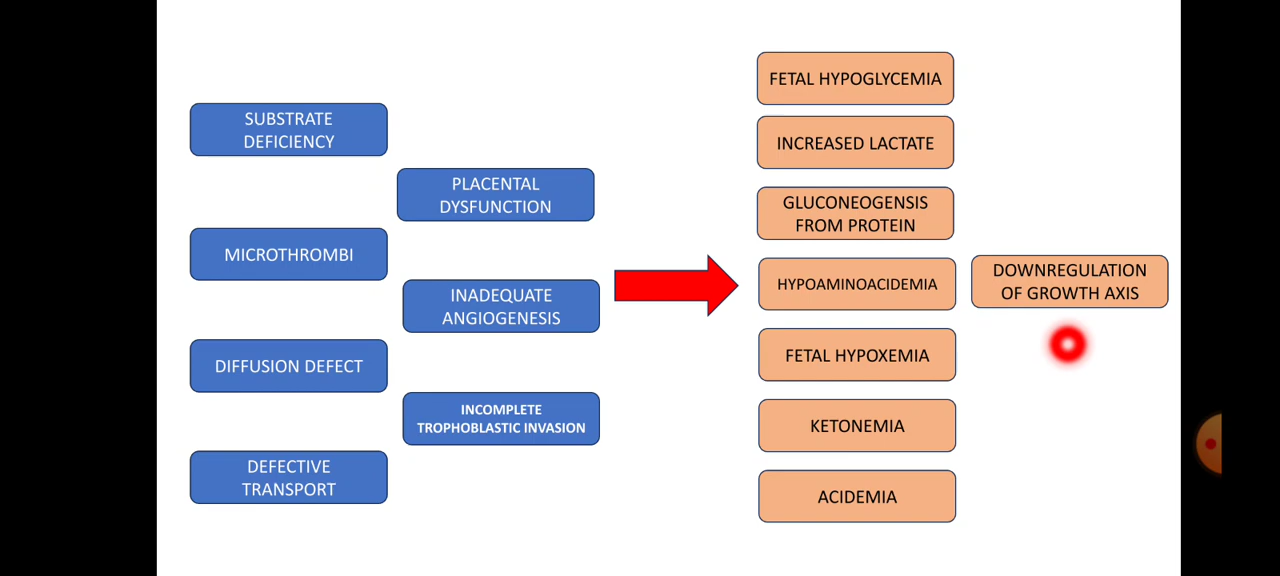 SUBSTRATE
DEFICIENCY
PLACENTAL
DYSFUNCTION
MICROTHROMBI
INADEQUATE
ANGIOGENESIS
DIFFUSION DEFECT
INCOMPLETE
TROPHOBLASTIC INVASION
DEFECTIVE
TRANSPORT
FETAL HYPOGLYCEMIA
INCREASED LACTATE
GLUCONEOGENSIS
FROM PROTEIN
HYPOAMINOACIDEMIA
DOWNREGULATION
OF GROWTH AXIS
FETAL HYPOXEMIA
KETONEMIA
ACIDEMIA